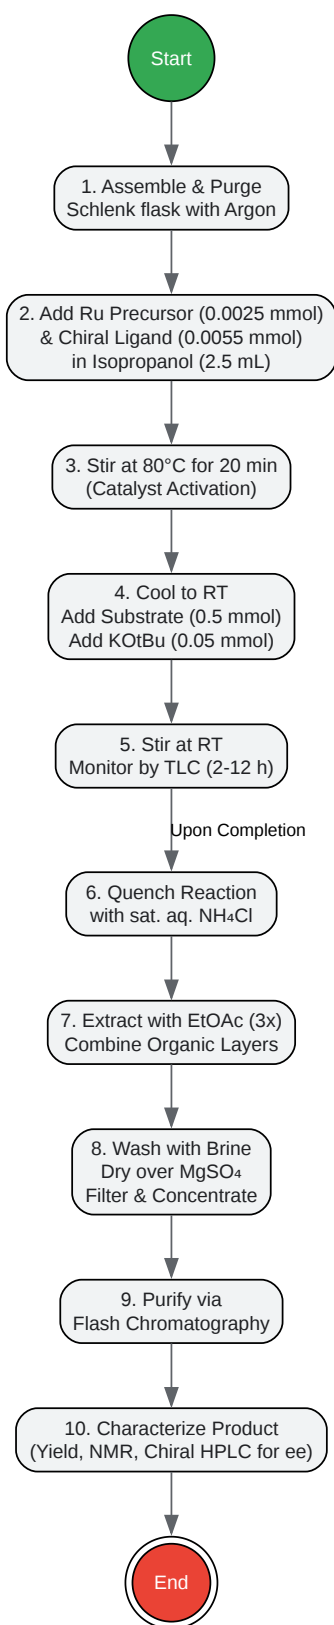 Start
1. Assemble & Purge
Schlenk flask with Argon
2. Add Ru Precursor (0.0025 mmol)
& Chiral Ligand (0.0055 mmol)
in Isopropanol (2.5 mL)
3. Stir at 80°C for 20 min
(Catalyst Activation)
4. Cool to RT
Add Substrate (0.5 mmol)
Add KOtBu (0.05 mmol)
5. Stir at RT
Monitor by TLC (2-12 h)
Upon Completion
6. Quench Reaction
with sat. aq. NH₄Cl
7. Extract with EtOAc (3x)
Combine Organic Layers
8. Wash with Brine
Dry over MgSO₄
Filter & Concentrate
9. Purify via
Flash Chromatography
10. Characterize Product
(Yield, NMR, Chiral HPLC for ee)
End